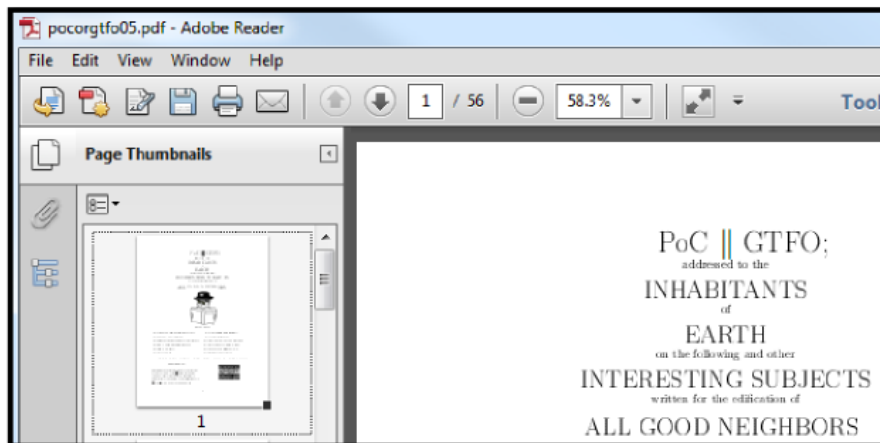 pocorgtfo05.pdf - Adobe Reader
File Edit View Window Help
1 / 56 58.3% Tool
Page Thumbnails
1
PoC || GTFO;
addressed to the
INHABITANTS
of
EARTH
on the following and other
INTERESTING SUBJECTS
written for the edification of
ALL GOOD NEIGHBORS